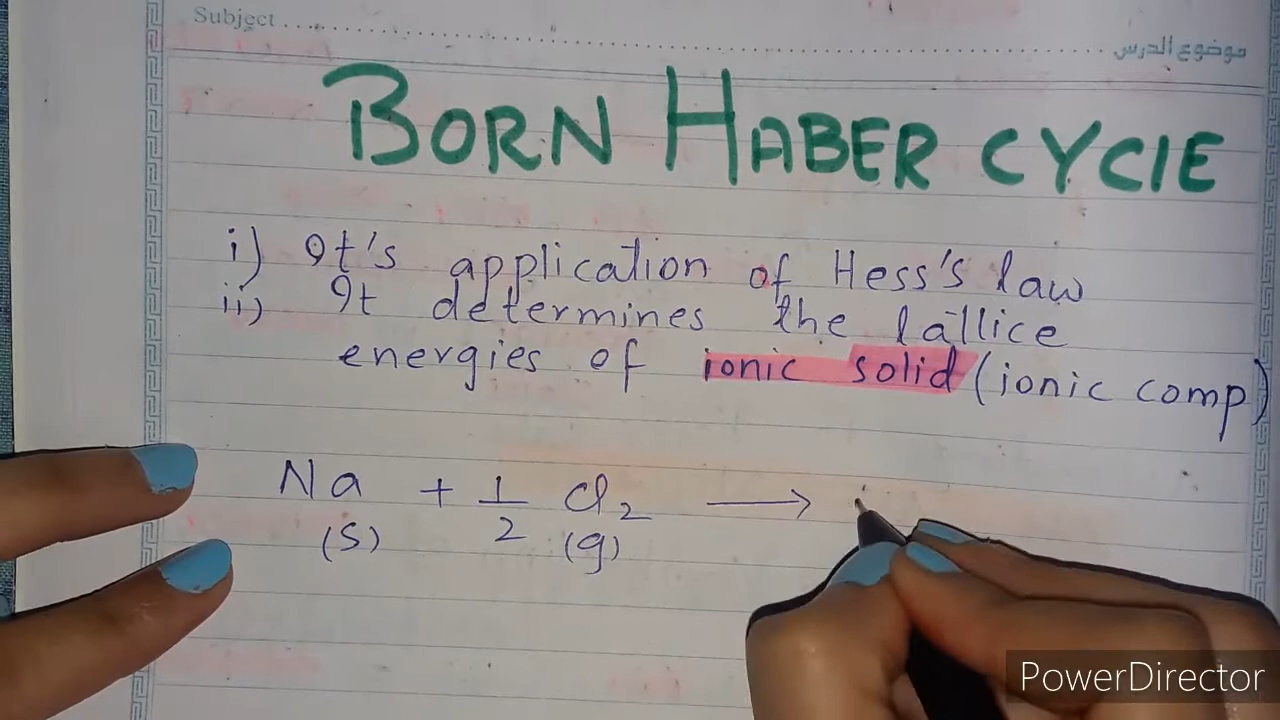 Subject ........ موضوع الدرس
BORN HABER CYCLE
i) It's application of Hess's law
ii) It determines the lattice
energies of ionic solid (ionic comp)
Na + 1/2 Cl2 →
(s) (g)
PowerDirector